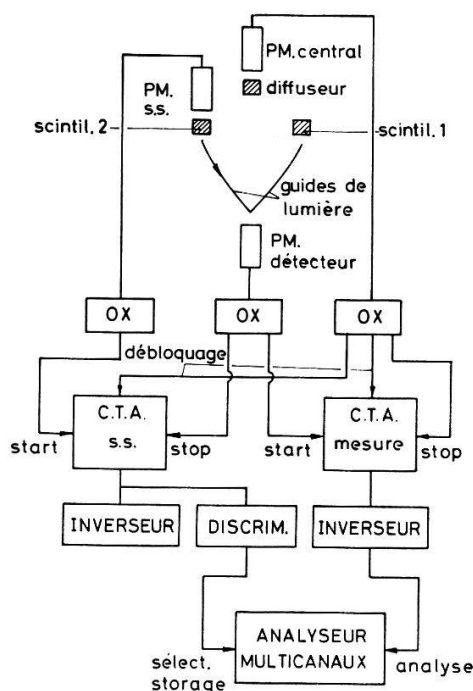 PM.central
PM.
s.s.
diffuseur
scintil.2
scintil.1
guides de
lumière
PM.
détecteur
OX
OX
OX
débloquage
C.T.A.
s.s.
C.T.A.
mesure
start
stop
start
stop
INVERSEUR
DISCRIM.
INVERSEUR
ANALYSEUR
MULTICANAUX
sélect.
storage
analyse